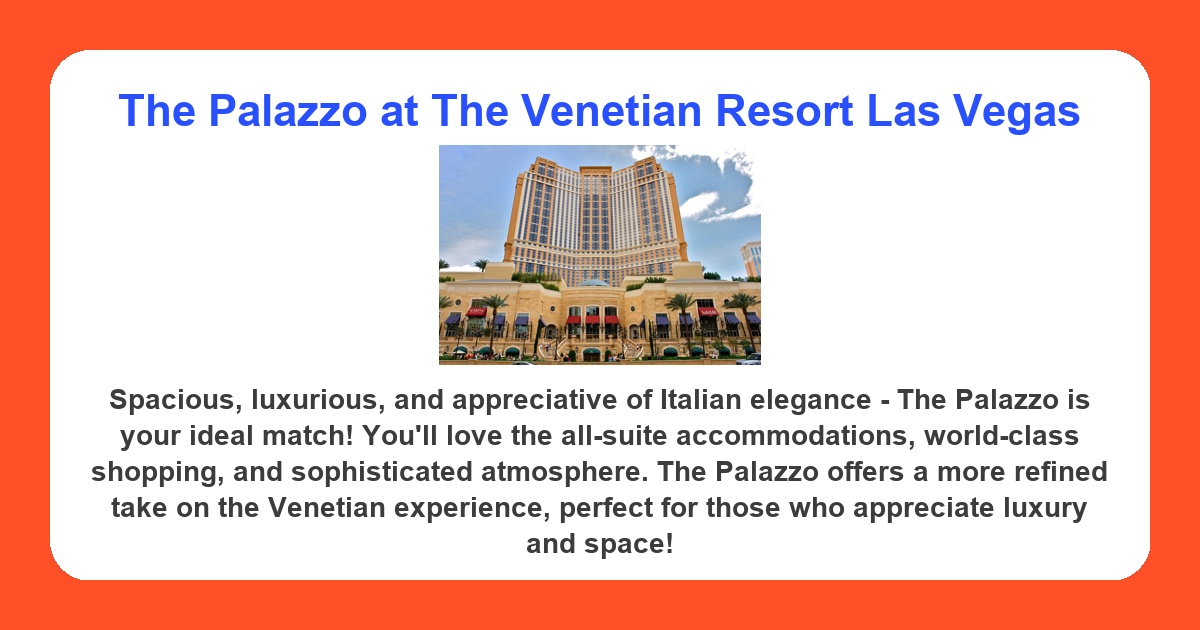 The Palazzo at The Venetian Resort Las Vegas
Spacious, luxurious, and appreciative of Italian elegance - The Palazzo is
your ideal match! You'll love the all-suite accommodations, world-class
shopping, and sophisticated atmosphere. The Palazzo offers a more refined
take on the Venetian experience, perfect for those who appreciate luxury
and space!